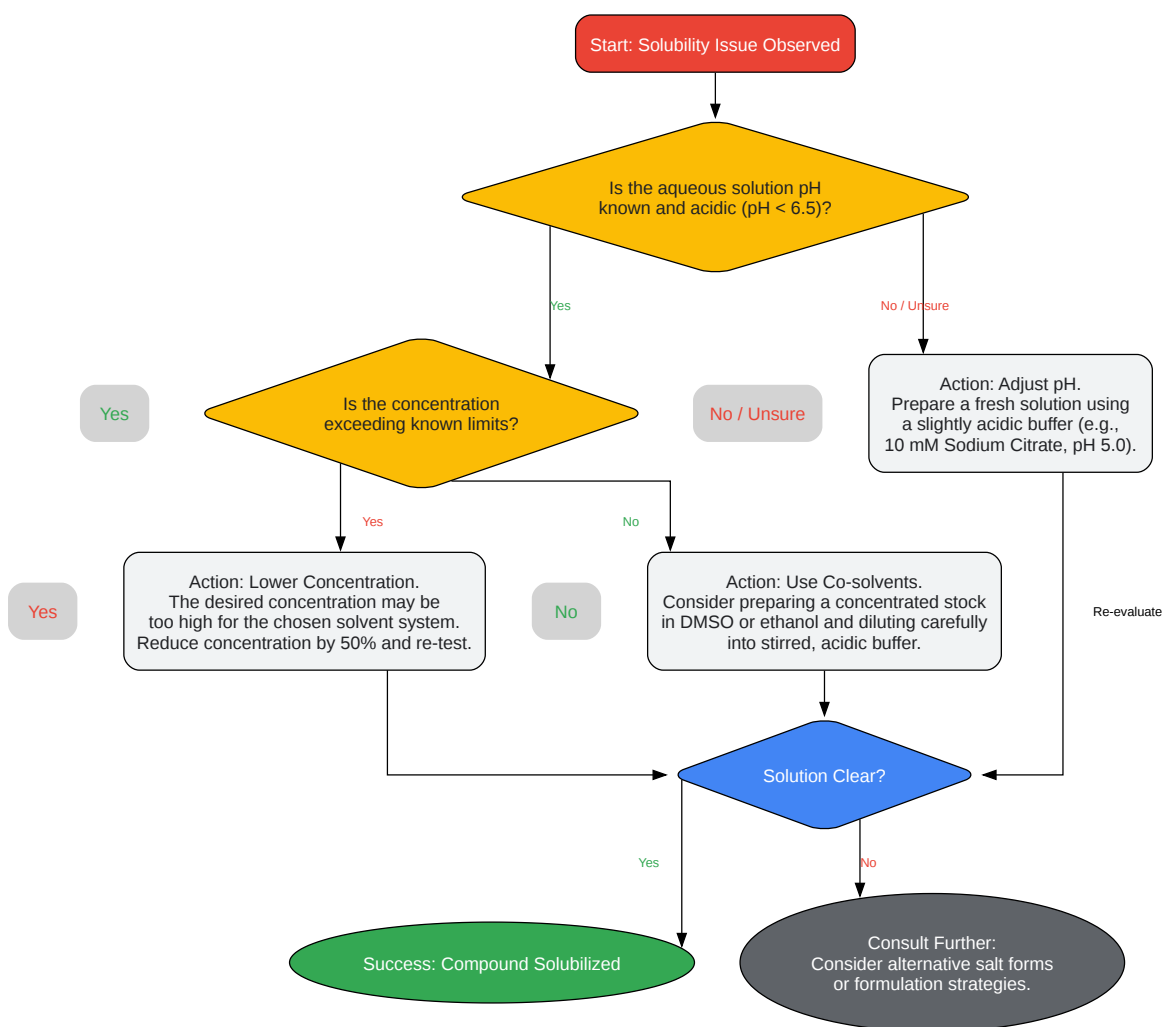 Start: Solubility Issue Observed
Is the aqueous solution pH
known and acidic (pH < 6.5)?
Yes
No / Unsure
Yes
Is the concentration
exceeding known limits?
No / Unsure
Action: Adjust pH.
Prepare a fresh solution using
a slightly acidic buffer (e.g.,
10 mM Sodium Citrate, pH 5.0).
Yes
No
Yes
Action: Lower Concentration.
The desired concentration may be
too high for the chosen solvent system.
Reduce concentration by 50% and re-test.
No
Action: Use Co-solvents.
Consider preparing a concentrated stock
in DMSO or ethanol and diluting carefully
into stirred, acidic buffer.
Re-evaluate
Solution Clear?
Yes
No
Success: Compound Solubilized
Consult Further:
Consider alternative salt forms
or formulation strategies.